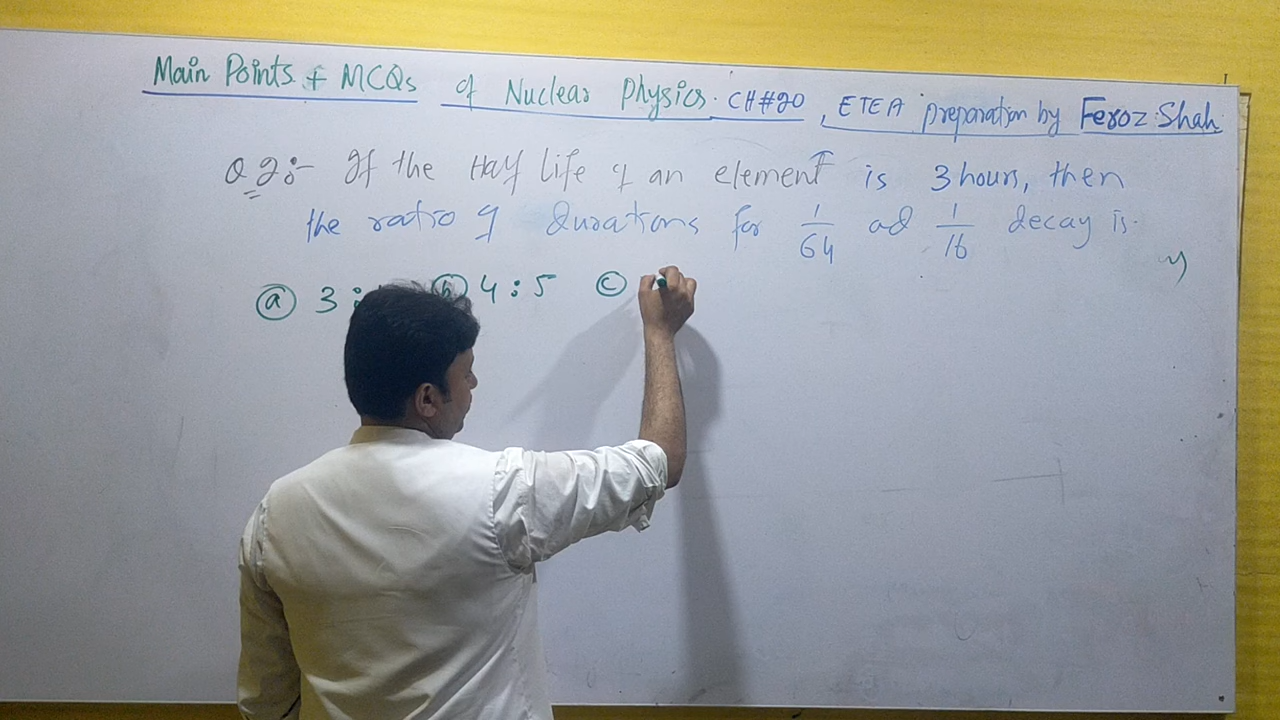 Main Points + MCQs of Nuclear Physics. CH#20, ETEA preparation by Feroz Shah
Q 2:- If the Half life of an element is 3 hours, then
the ratio of durations for 1/64 ad 1/16 decay is.
(a) 3: (b) 4:5 (c)